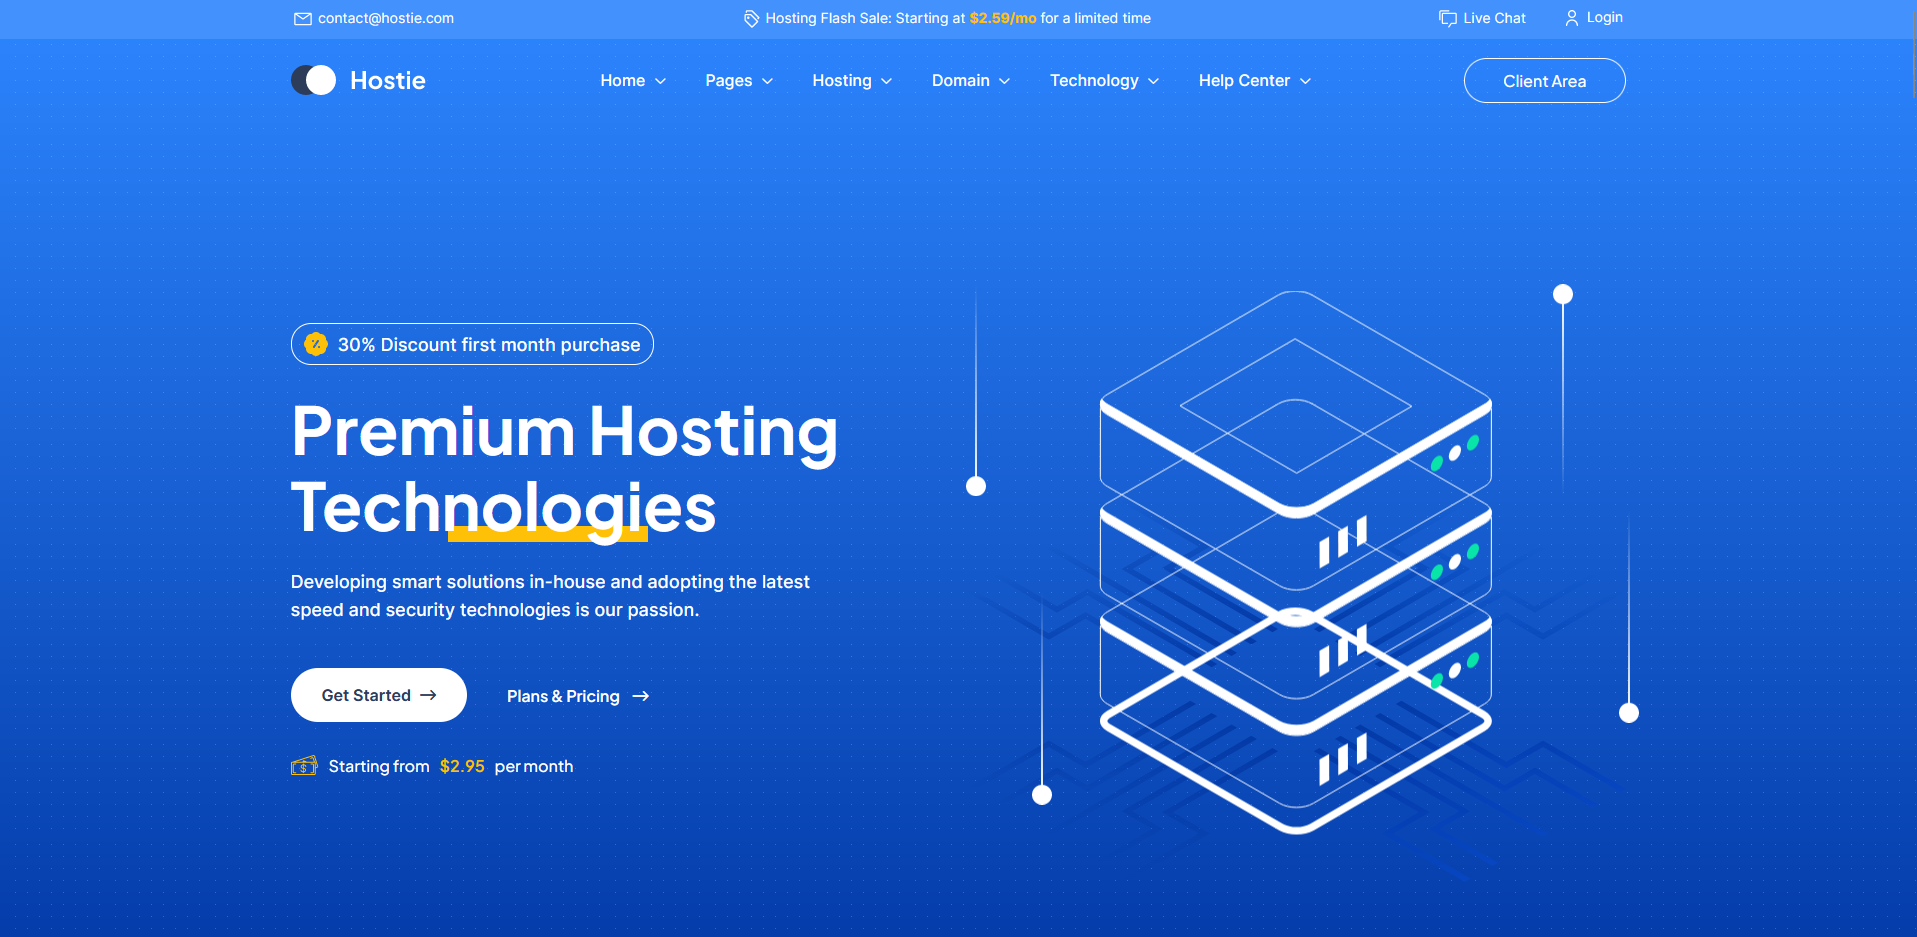 contact@hostie.com
Hosting Flash Sale: Starting at $2.59/mo for a limited time
Live Chat
Login
Hostie
Home
Pages
Hosting
Domain
Technology
Help Center
Client Area
30% Discount first month purchase
Premium Hosting
Technologies
Developing smart solutions in-house and adopting the latest
speed and security technologies is our passion.
Get Started
Plans & Pricing
Starting from $2.95 per month